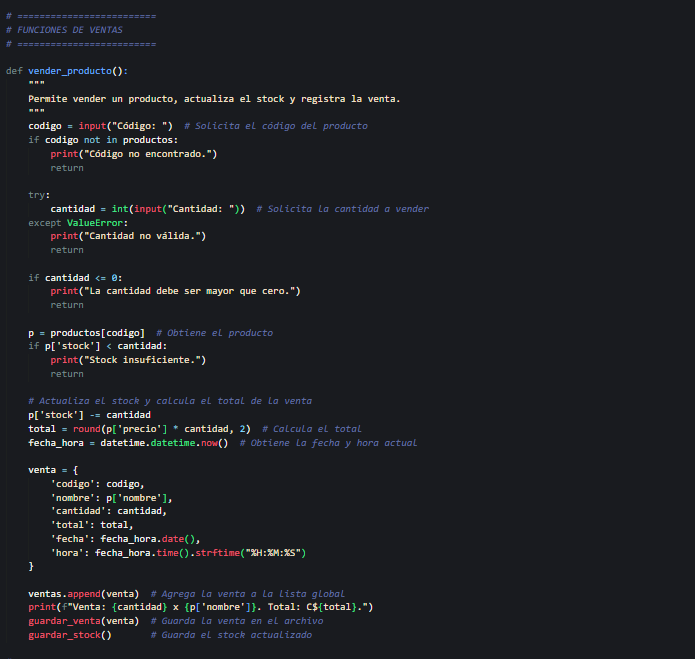 # =========================
# FUNCIONES DE VENTAS
# =========================
def vender_producto():
"""
Permite vender un producto, actualiza el stock y registra la venta.
"""
codigo = input("Código: ")  # Solicita el código del producto
if codigo not in productos:
print("Código no encontrado.")
return
try:
cantidad = int(input("Cantidad: "))  # Solicita la cantidad a vender
except ValueError:
print("Cantidad no válida.")
return
if cantidad <= 0:
print("La cantidad debe ser mayor que cero.")
return
p = productos[codigo]  # Obtiene el producto
if p['stock'] < cantidad:
print("Stock insuficiente.")
return
# Actualiza el stock y calcula el total de la venta
p['stock'] -= cantidad
total = round(p['precio'] * cantidad, 2)  # Calcula el total
fecha_hora = datetime.datetime.now()  # Obtiene la fecha y hora actual
venta = {
'codigo': codigo,
'nombre': p['nombre'],
'cantidad': cantidad,
'total': total,
'fecha': fecha_hora.date(),
'hora': fecha_hora.time().strftime("%H:%M:%S")
}
ventas.append(venta)  # Agrega la venta a la lista global
print(f"Venta: {cantidad} x {p['nombre']}. Total: C${total}.")
guardar_venta(venta)  # Guarda la venta en el archivo
guardar_stock()       # Guarda el stock actualizado